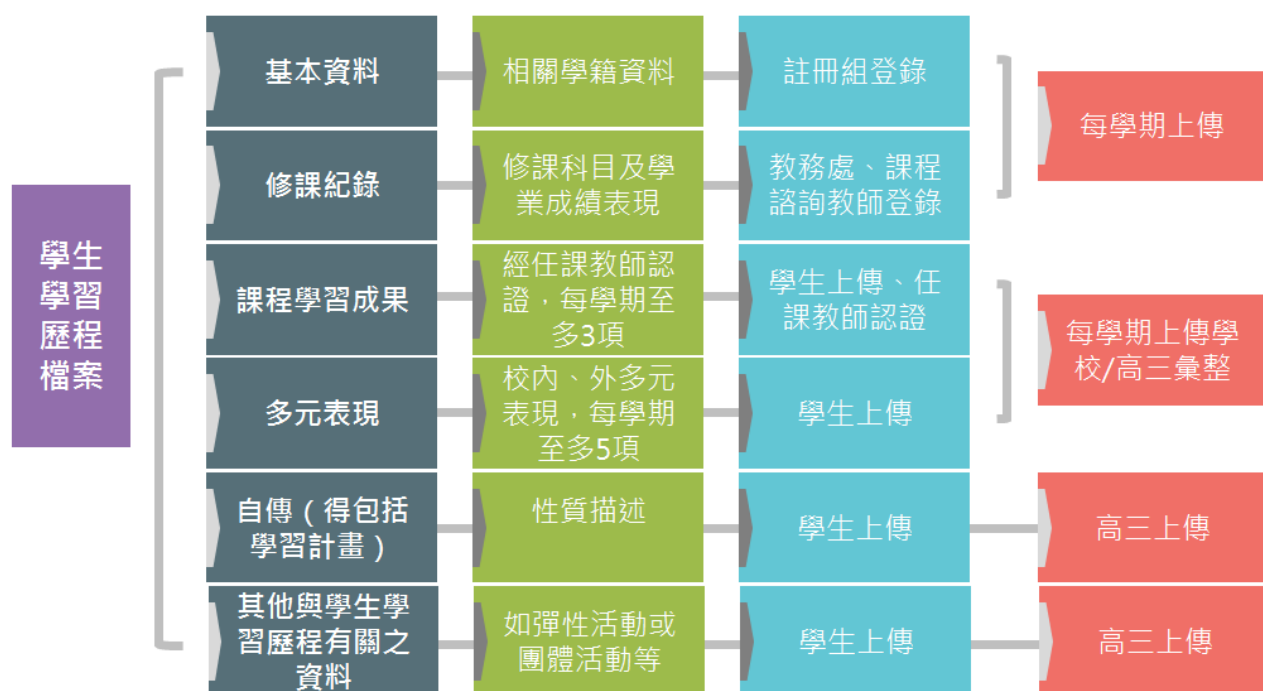 學生
學習
歷程
檔案
基本資料
相關學籍資料
註冊組登錄
每學期上傳
修課紀錄
修課科目及學
業成績表現
教務處、課程
諮詢教師登錄
課程學習成果
經任課教師認
證，每學期至
多3項
學生上傳、任
課教師認證
每學期上傳學
校/高三彙整
多元表現
校內、外多元
表現，每學期
至多5項
學生上傳
自傳（得包括
學習計畫）
性質描述
學生上傳
高三上傳
其他與學生學
習歷程有關之
資料
如彈性活動或
團體活動等
學生上傳
高三上傳